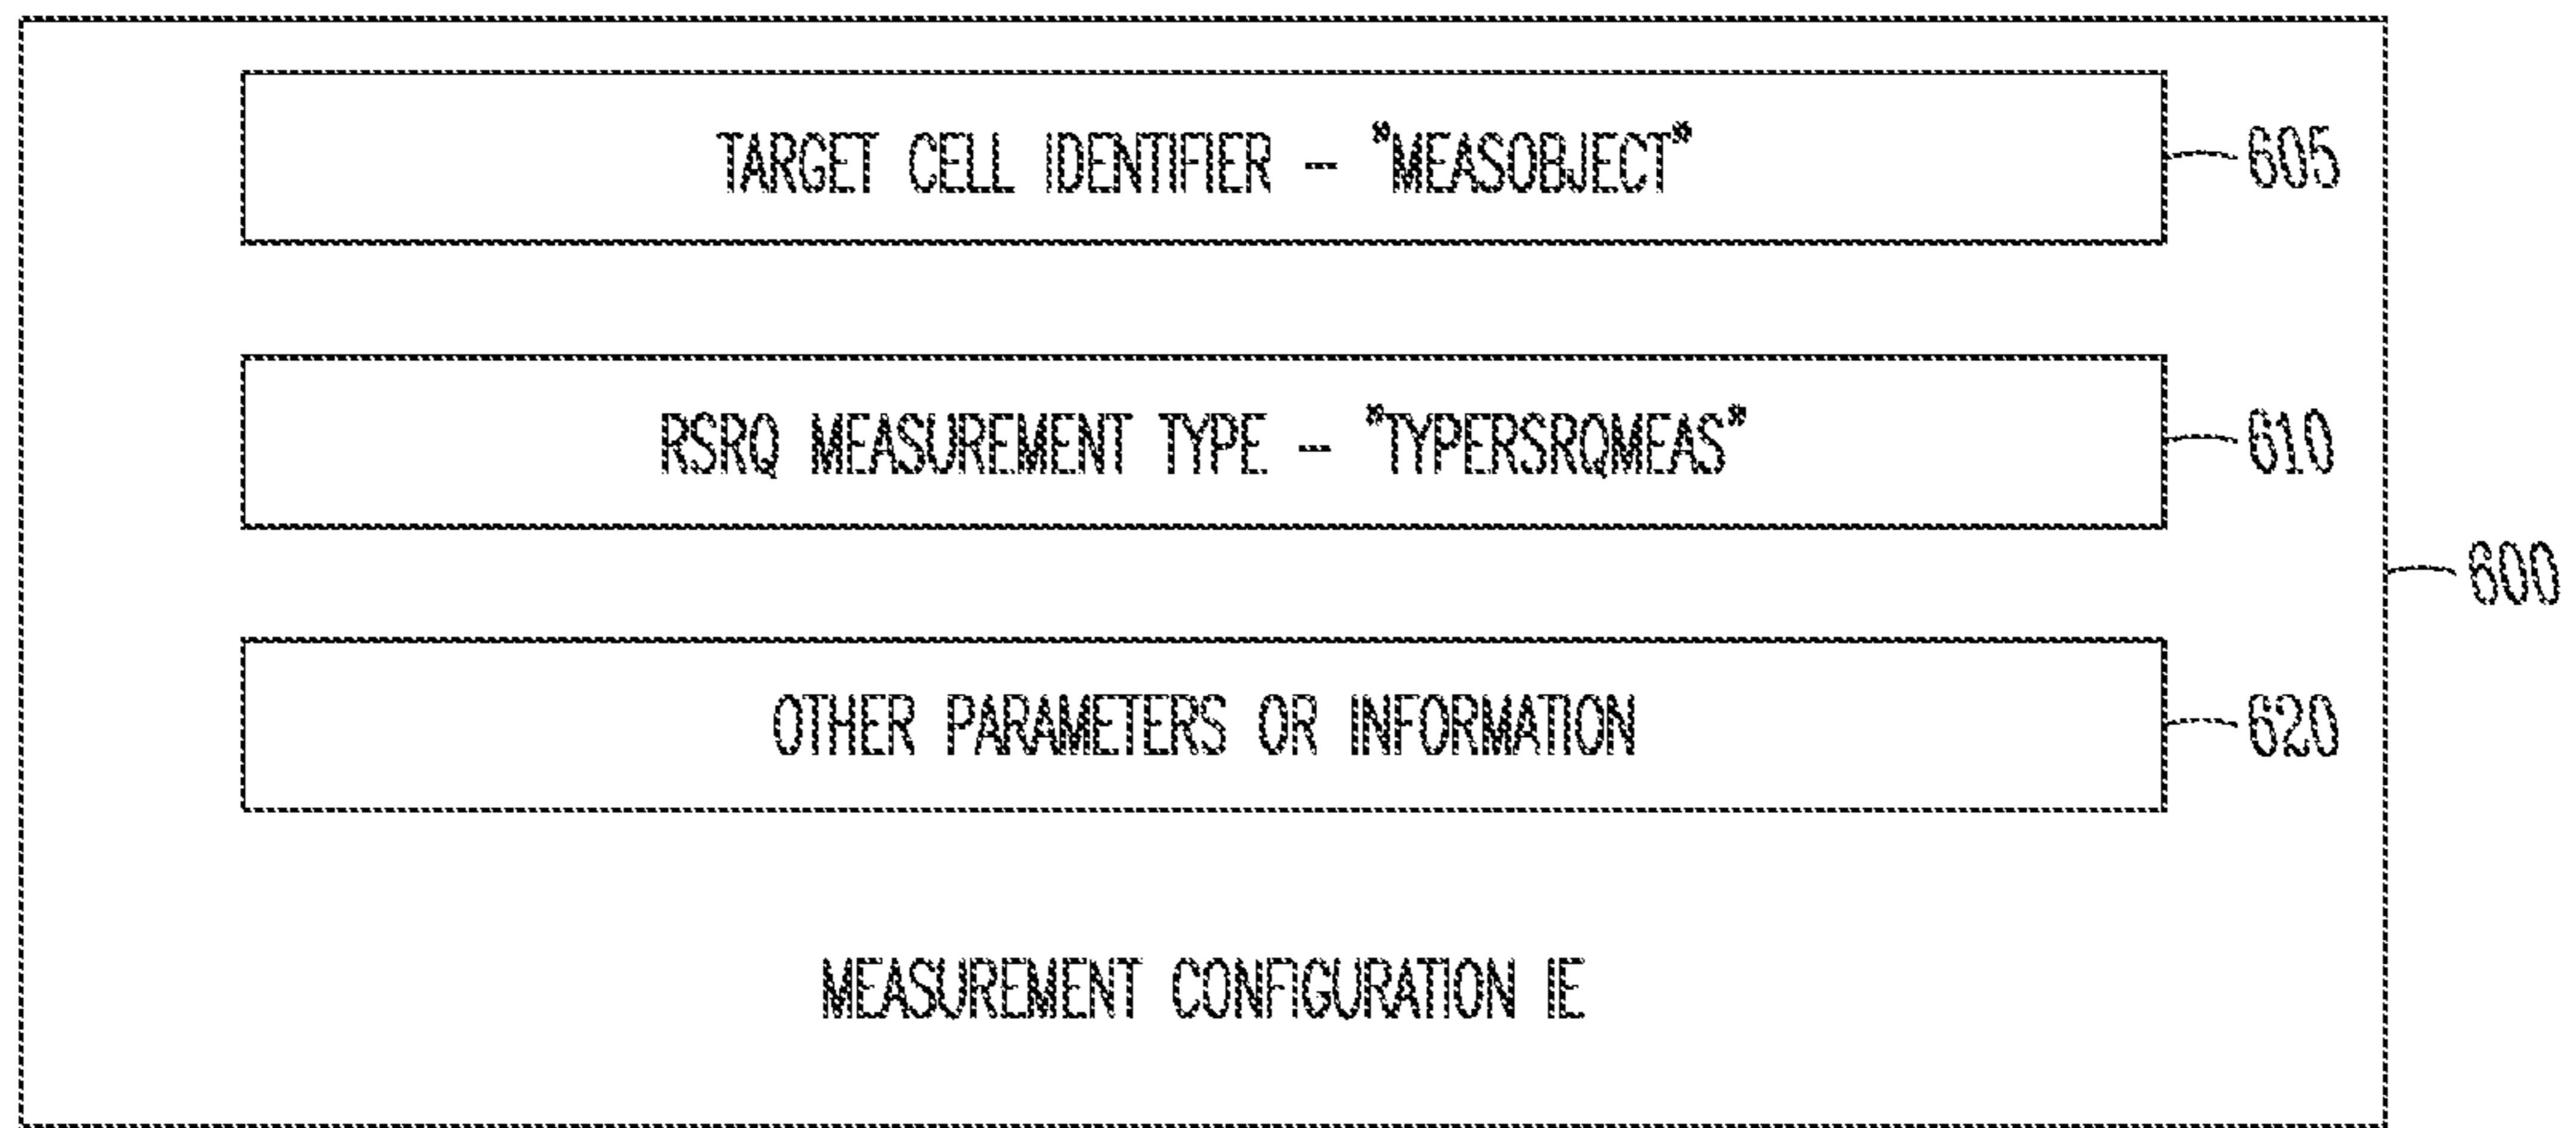 TARGET CELL IDENTIFIER -- "MEASOBJECT" 605
RSRQ MEASUREMENT TYPE -- "TYPERSRQMEAS" 610
600
OTHER PARAMETERS OR INFORMATION 620
MEASUREMENT CONFIGURATION IE